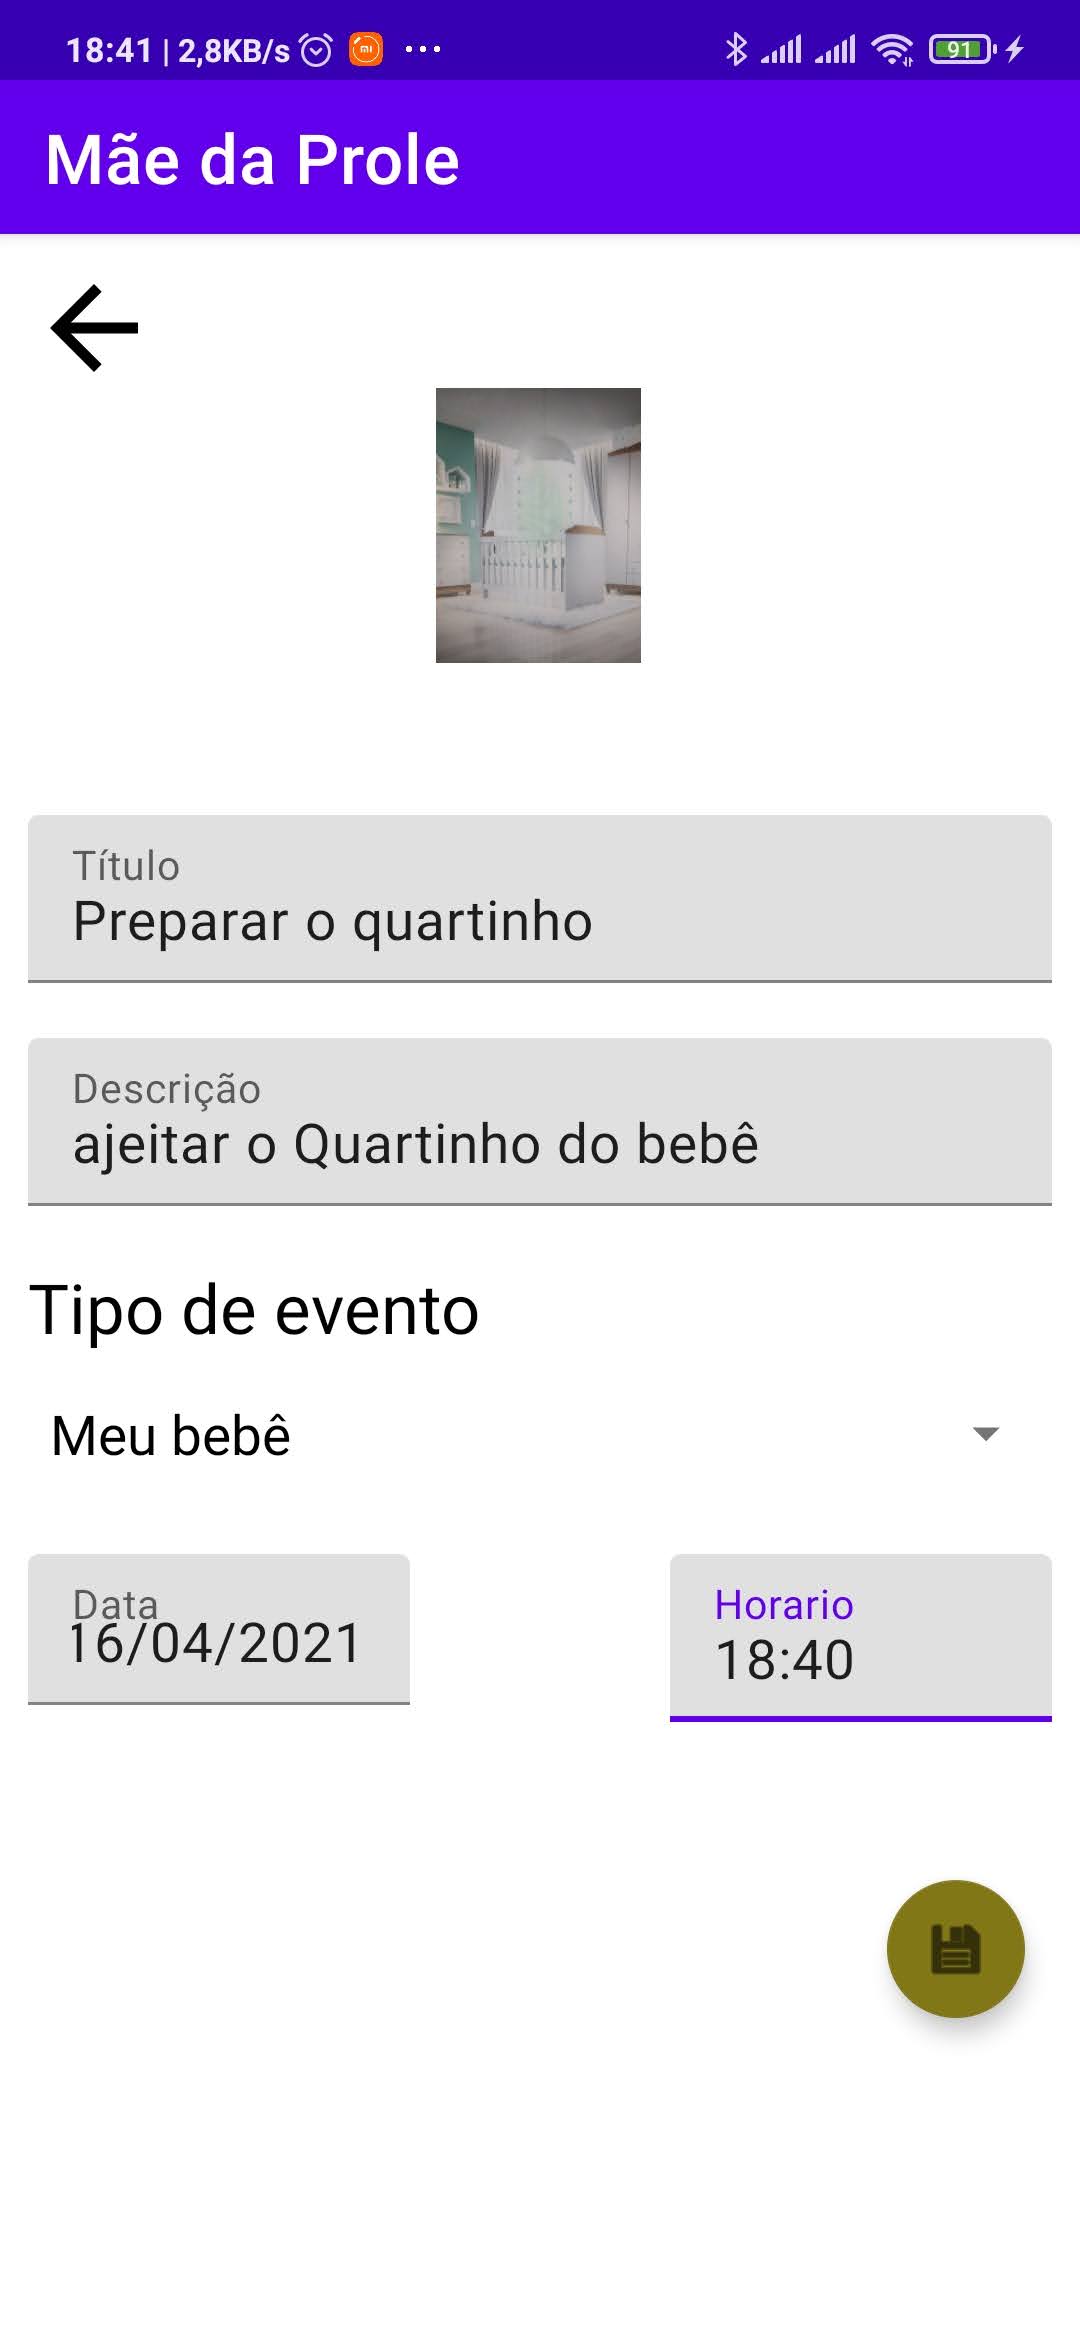 18:41 | 2,8KB/s ... 91
Mãe da Prole
Título
Preparar o quartinho
Descrição
ajeitar o Quartinho do bebê
Tipo de evento
Meu bebê
Data
16/04/2021
Horario
18:40